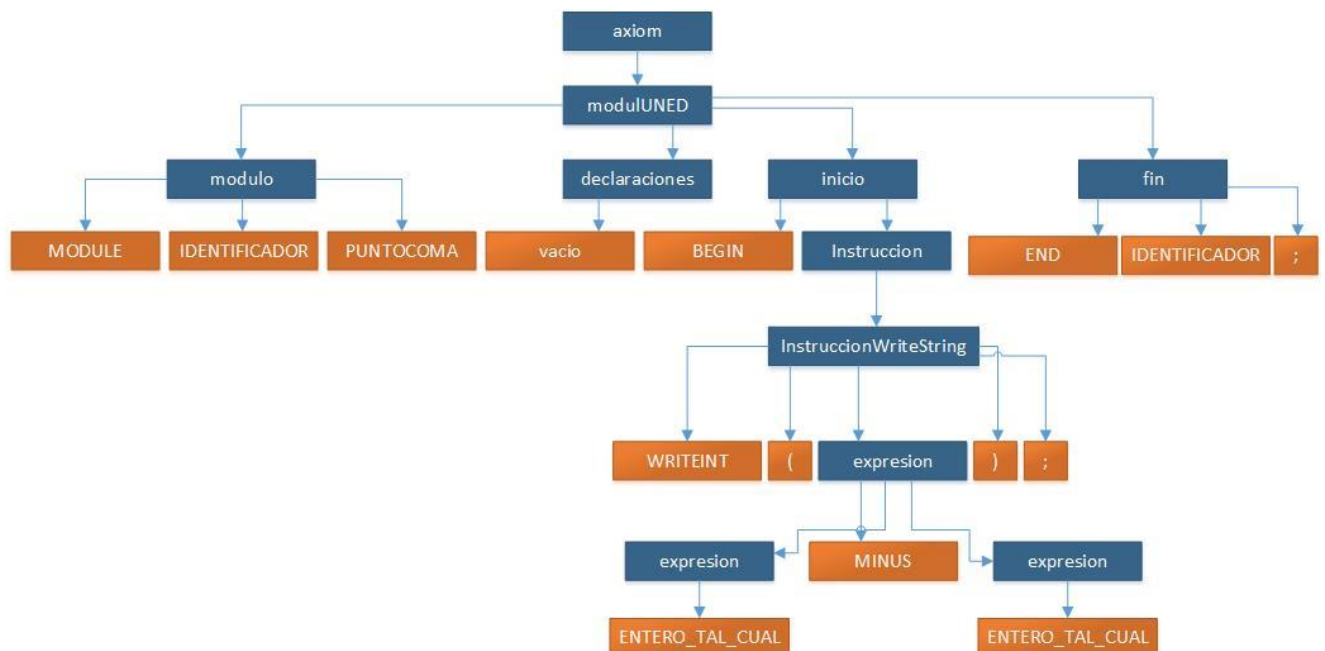 axiom
modulUNED
modulo
declaraciones
inicio
fin
MODULE
IDENTIFICADOR
PUNTOCOMA
vacio
BEGIN
Instruccion
END
IDENTIFICADOR
;
InstruccionWriteString
WRITEINT
(
expresion
)
;
expresion
MINUS
expresion
ENTERO_TAL_CUAL
ENTERO_TAL_CUAL